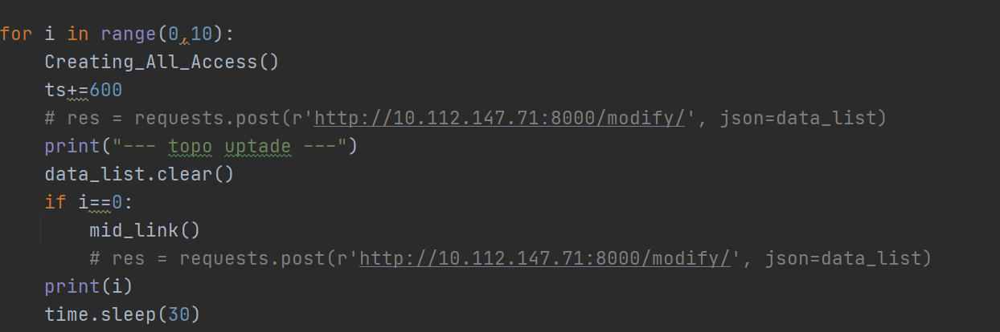 for i in range(0,10):
    Creating_All_Access()
    ts+=600
    # res = requests.post(r'http://10.112.147.71:8000/modify/', json=data_list)
    print("--- topo uptade ---")
    data_list.clear()
    if i==0:
        mid_link()
        # res = requests.post(r'http://10.112.147.71:8000/modify/', json=data_list)
    print(i)
    time.sleep(30)